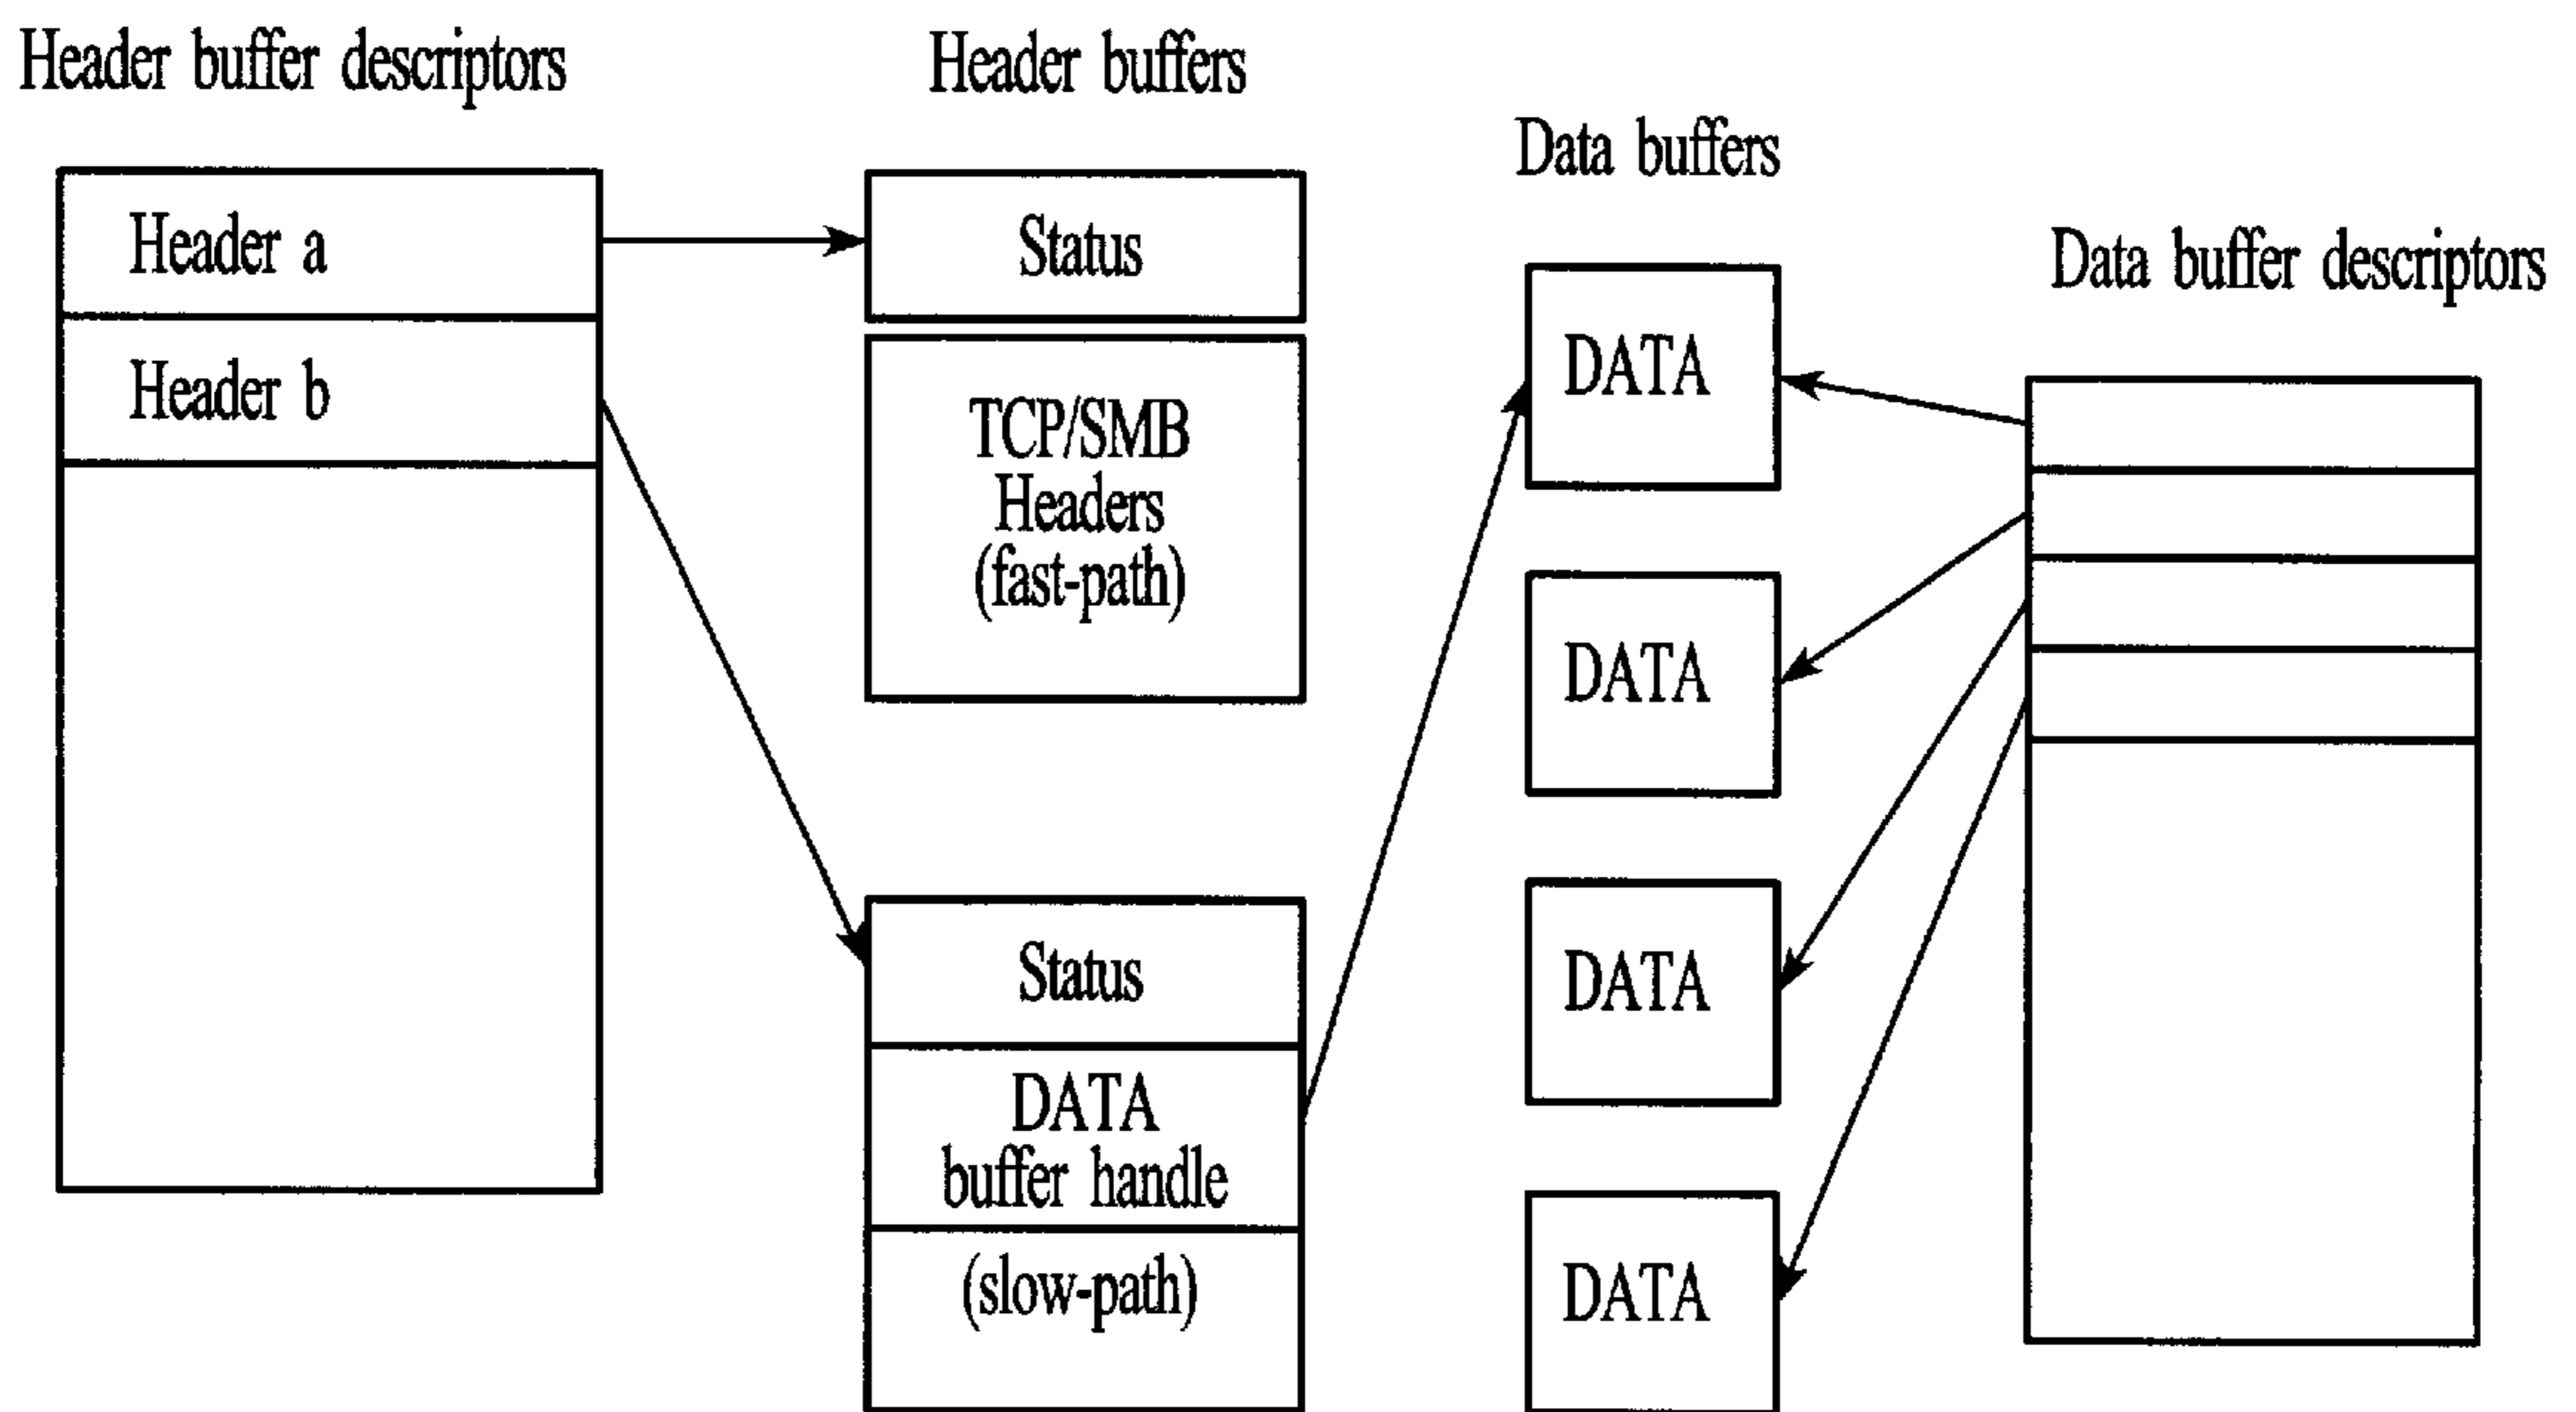 Header buffer descriptors
Header a
Header b
Header buffers
Status
TCP/SMB
Headers
(fast-path)
Status
DATA
buffer handle
(slow-path)
Data buffers
DATA
DATA
DATA
DATA
Data buffer descriptors